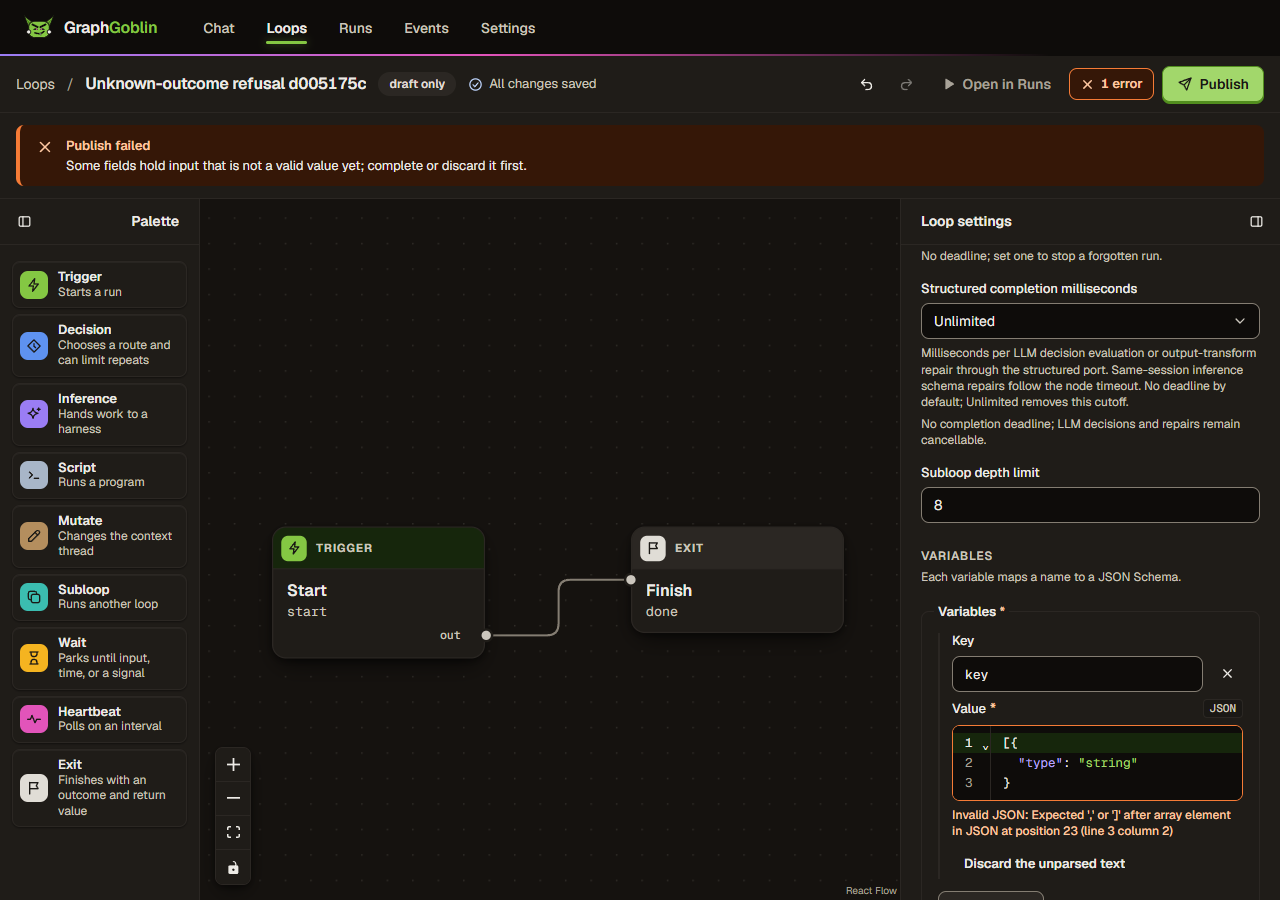 GraphGoblin
Chat
Loops
Runs
Events
Settings
Loops / Unknown-outcome refusal d005175c
draft only
All changes saved
Open in Runs
1 error
Publish
Publish failed
Some fields hold input that is not a valid value yet; complete or discard it first.
Palette
Trigger
Starts a run
Decision
Chooses a route and
can limit repeats
Inference
Hands work to a
harness
Script
Runs a program
Mutate
Changes the context
thread
Subloop
Runs another loop
Wait
Parks until input,
time, or a signal
Heartbeat
Polls on an interval
Exit
Finishes with an
outcome and return
value
TRIGGER
Start
start
out
EXIT
Finish
done
React Flow
Loop settings
No deadline; set one to stop a forgotten run.
Structured completion milliseconds
Unlimited
Milliseconds per LLM decision evaluation or output-transform
repair through the structured port. Same-session inference
schema repairs follow the node timeout. No deadline by
default; Unlimited removes this cutoff.
No completion deadline; LLM decisions and repairs remain
cancellable.
Subloop depth limit
8
VARIABLES
Each variable maps a name to a JSON Schema.
Variables *
Key
key
Value *
JSON
1 [{
2 "type": "string"
3 }
Invalid JSON: Expected ',' or ']' after array element
in JSON at position 23 (line 3 column 2)
Discard the unparsed text